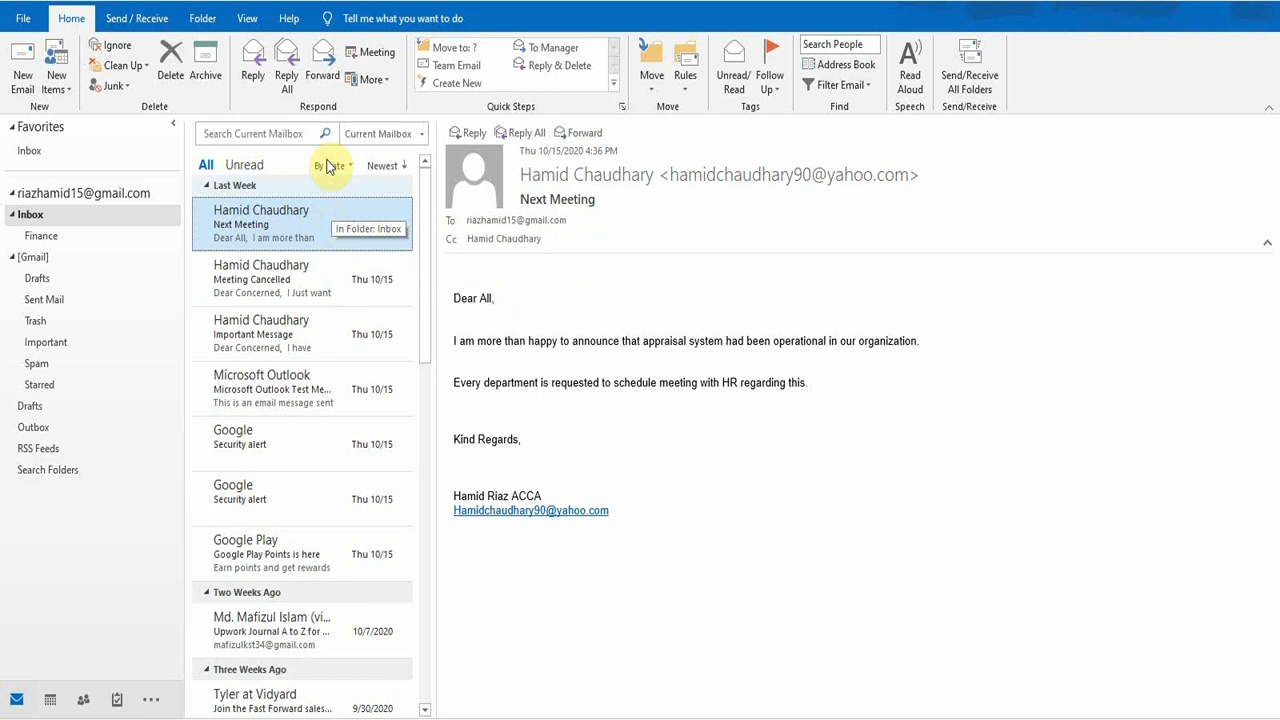 File Home Send / Receive Folder View Help Tell me what you want to do
New Email
New Items
New
Ignore
Clean Up
Junk
Delete
Archive
Delete
Reply
Reply All
Forward
Meeting
More
Respond
Move to: ?
Team Email
Create New
To Manager
Reply & Delete
Quick Steps
Move
Rules
Move
Unread/ Read
Follow Up
Tags
Search People
Address Book
Filter Email
Find
Read Aloud
Speech
Send/Receive All Folders
Send/Receive
Favorites
Inbox
riazhamid15@gmail.com
Inbox
Finance
[Gmail]
Drafts
Sent Mail
Trash
Important
Spam
Starred
Drafts
Outbox
RSS Feeds
Search Folders
Search Current Mailbox Current Mailbox
All Unread By Date Newest
Last Week
Hamid Chaudhary
Next Meeting
Dear All, I am more than
In Folder: Inbox
Hamid Chaudhary
Meeting Cancelled Thu 10/15
Dear Concerned, I Just want
Hamid Chaudhary
Important Message Thu 10/15
Dear Concerned, I have
Microsoft Outlook
Microsoft Outlook Test Me... Thu 10/15
This is an email message sent
Google
Security alert Thu 10/15
Google
Security alert Thu 10/15
Google Play
Google Play Points is here Thu 10/15
Earn points and get rewards
Two Weeks Ago
Md. Mafizul Islam (vi...
Upwork Journal A to Z for ... 10/7/2020
mafizulkst34@gmail.com
Three Weeks Ago
Tyler at Vidyard
Join the Fast Forward sales... 9/30/2020
Reply Reply All Forward
Thu 10/15/2020 4:36 PM
Hamid Chaudhary <hamidchaudhary90@yahoo.com>
Next Meeting
To riazhamid15@gmail.com
Cc Hamid Chaudhary
Dear All,
I am more than happy to announce that appraisal system had been operational in our organization.
Every department is requested to schedule meeting with HR regarding this.
Kind Regards,
Hamid Riaz ACCA
Hamidchaudhary90@yahoo.com